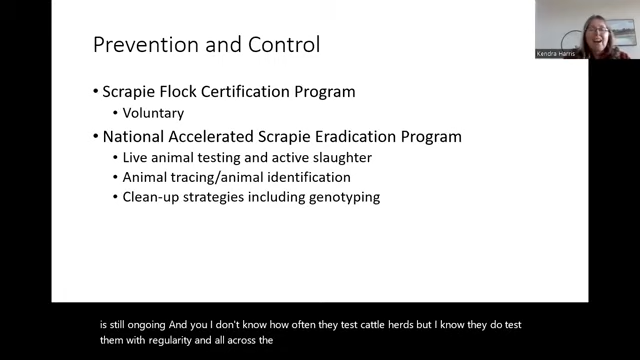 Prevention and Control
Kendra Harris
• Scrapie Flock Certification Program
• Voluntary
• National Accelerated Scrapie Eradication Program
• Live animal testing and active slaughter
• Animal tracing/animal identification
• Clean-up strategies including genotyping
is still ongoing And you I don't know how often they test cattle herds but I know they do test
them with regularity and all across the